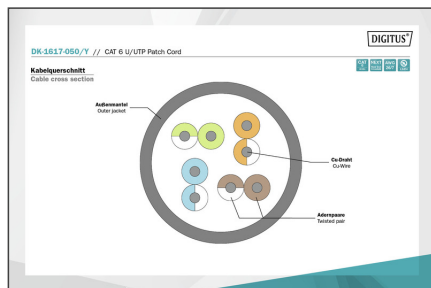 DIGITUS®
DK-1617-050/Y // CAT 6 U/UTP Patch Cord
Kabelquerschnitt
Cable cross section
Außenmantel
Outer jacket
Cu-Draht
Cu-Wire
Adernpaare
Twisted pair